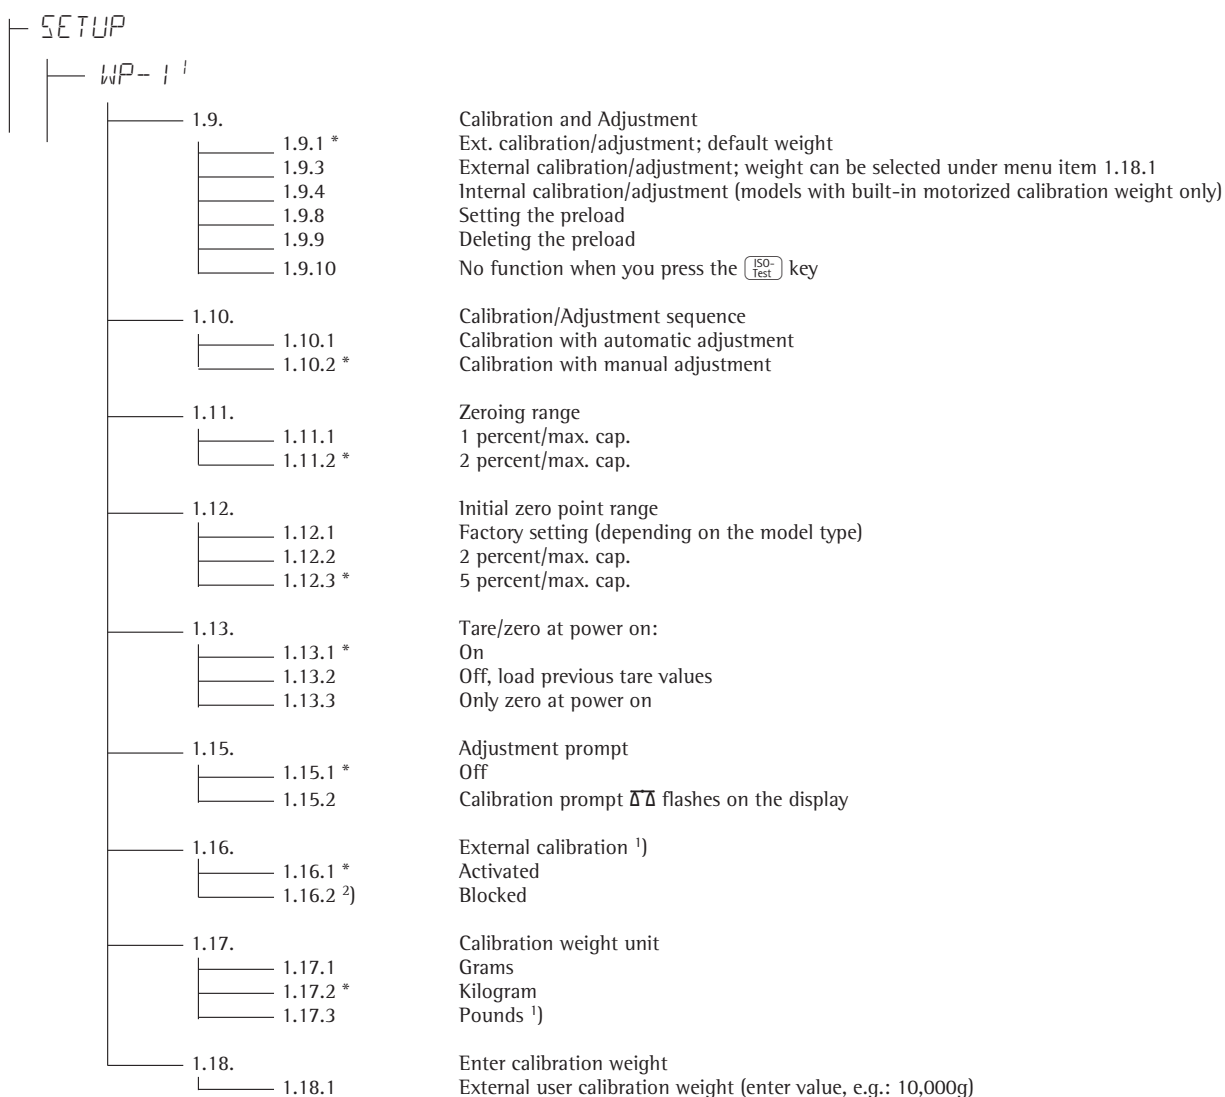 SETUP
WP-1 1
1.9. Calibration and Adjustment
1.9.1 * Ext. calibration/adjustment; default weight
1.9.3 External calibration/adjustment; weight can be selected under menu item 1.18.1
1.9.4 Internal calibration/adjustment (models with built-in motorized calibration weight only)
1.9.8 Setting the preload
1.9.9 Deleting the preload
1.9.10 No function when you press the ISO-Test key
1.10. Calibration/Adjustment sequence
1.10.1 Calibration with automatic adjustment
1.10.2 * Calibration with manual adjustment
1.11. Zeroing range
1.11.1 1 percent/max. cap.
1.11.2 * 2 percent/max. cap.
1.12. Initial zero point range
1.12.1 Factory setting (depending on the model type)
1.12.2 2 percent/max. cap.
1.12.3 * 5 percent/max. cap.
1.13. Tare/zero at power on:
1.13.1 * On
1.13.2 Off, load previous tare values
1.13.3 Only zero at power on
1.15. Adjustment prompt
1.15.1 * Off
1.15.2 Calibration prompt flashes on the display
1.16. External calibration 1)
1.16.1 * Activated
1.16.2 2) Blocked
1.17. Calibration weight unit
1.17.1 Grams
1.17.2 * Kilogram
1.17.3 Pounds 1)
1.18. Enter calibration weight
1.18.1 External user calibration weight (enter value, e.g.: 10,000g)